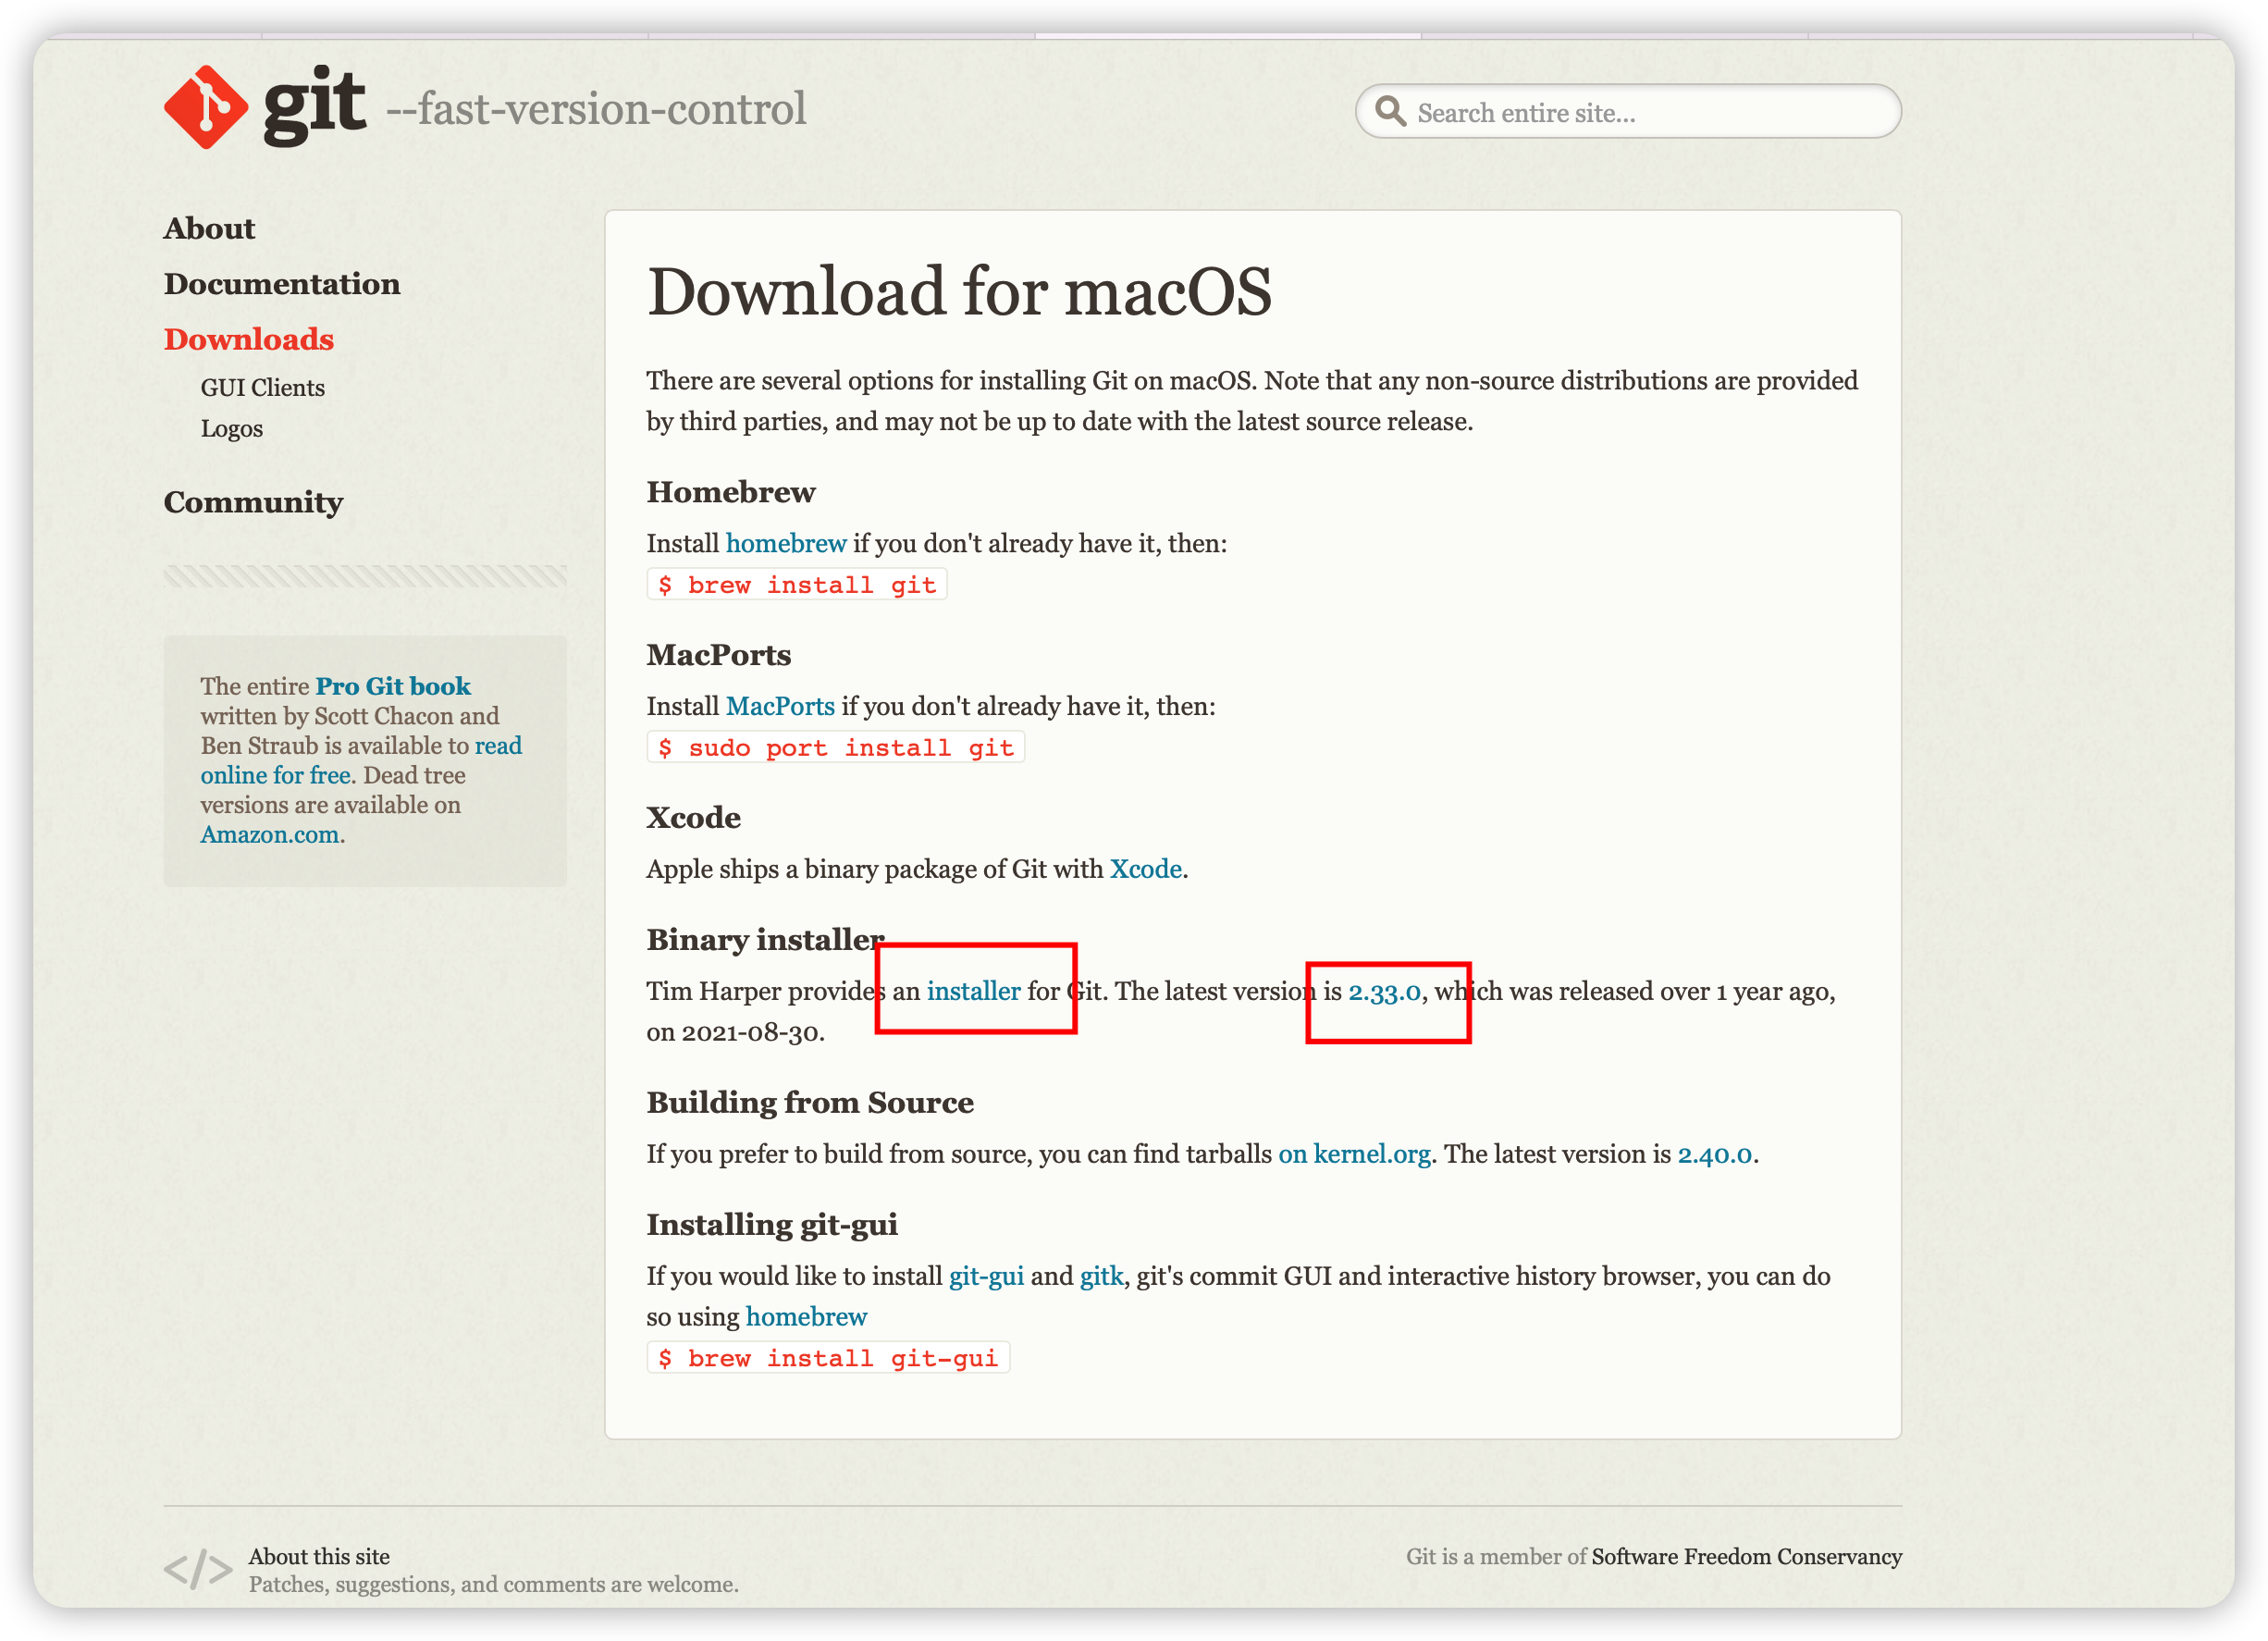 git --fast-version-control
Search entire site...
About
Documentation
Downloads
GUI Clients
Logos
Community
The entire Pro Git book
written by Scott Chacon and
Ben Straub is available to read
online for free. Dead tree
versions are available on
Amazon.com.
Download for macOS
There are several options for installing Git on macOS. Note that any non-source distributions are provided
by third parties, and may not be up to date with the latest source release.
Homebrew
Install homebrew if you don't already have it, then:
$ brew install git
MacPorts
Install MacPorts if you don't already have it, then:
$ sudo port install git
Xcode
Apple ships a binary package of Git with Xcode.
Binary installer
Tim Harper provides an installer for Git. The latest version is 2.33.0, which was released over 1 year ago,
on 2021-08-30.
Building from Source
If you prefer to build from source, you can find tarballs on kernel.org. The latest version is 2.40.0.
Installing git-gui
If you would like to install git-gui and gitk, git's commit GUI and interactive history browser, you can do
so using homebrew
$ brew install git-gui
</> About this site
Patches, suggestions, and comments are welcome.
Git is a member of Software Freedom Conservancy